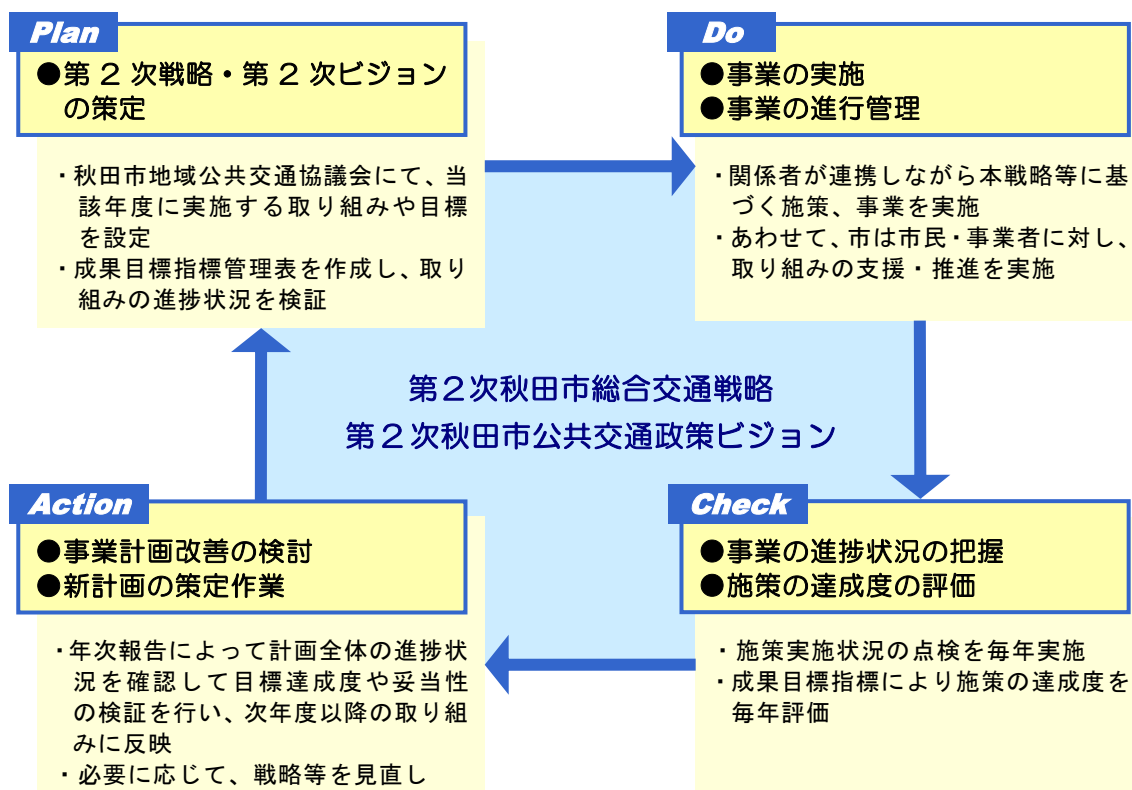 Plan
●第２次戦略・第２次ビジョン
の策定
・秋田市地域公共交通協議会にて、当
該年度に実施する取り組みや目標
を設定
・成果目標指標管理表を作成し、取り
組みの進捗状況を検証
Do
●事業の実施
●事業の進行管理
・関係者が連携しながら本戦略等に基
づく施策、事業を実施
・あわせて、市は市民・事業者に対し、
取り組みの支援・推進を実施
第２次秋田市総合交通戦略
第２次秋田市公共交通政策ビジョン
Action
●事業計画改善の検討
●新計画の策定作業
・年次報告によって計画全体の進捗状
況を確認して目標達成度や妥当性
の検証を行い、次年度以降の取り組
みに反映
・必要に応じて、戦略等を見直し
Check
●事業の進捗状況の把握
●施策の達成度の評価
・施策実施状況の点検を毎年実施
・成果目標指標により施策の達成度を
毎年評価